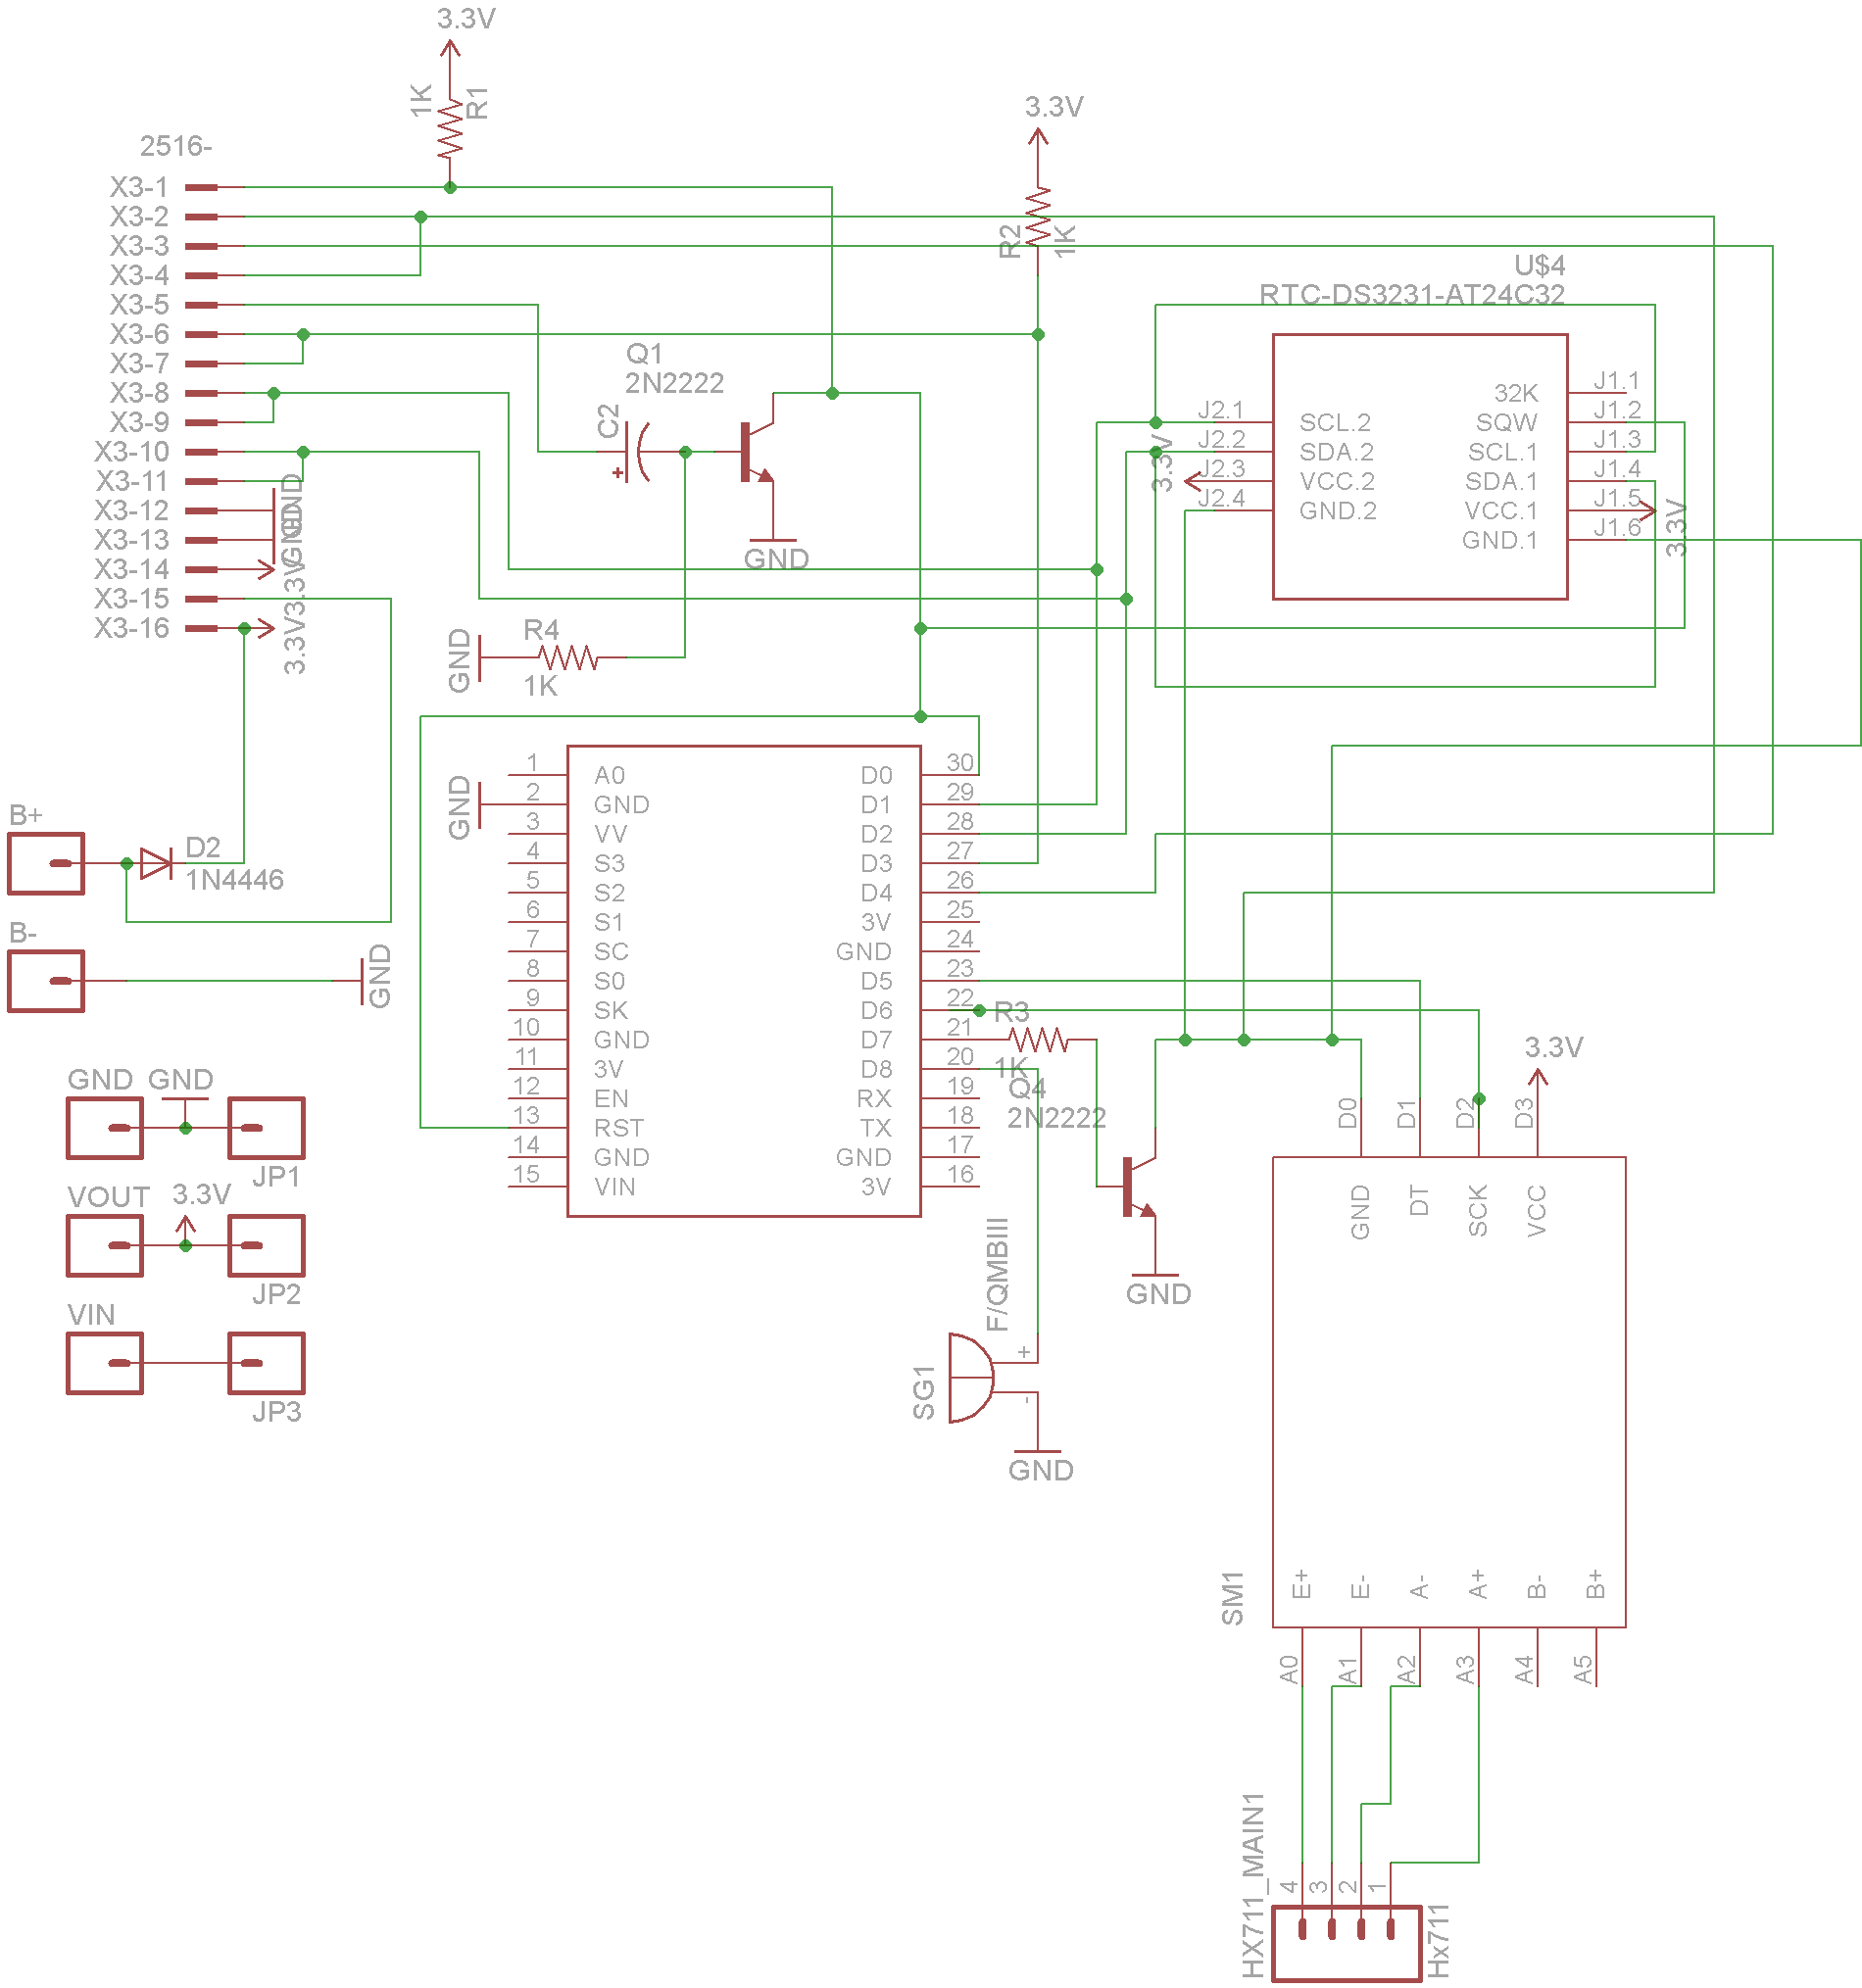 3.3V
1K
R1
3.3V
R2
1K
2516-
X3-1
X3-2
X3-3
X3-4
X3-5
X3-6
X3-7
X3-8
X3-9
X3-10
X3-11
X3-12
X3-13
X3-14
X3-15
X3-16
GND
GND
3.3V
3.3V
Q1
2N2222
C2
+
GND
GND
R4
1K
U$4
RTC-DS3231-AT24C32
J2.1
J2.2
J2.3
J2.4
3.3V
SCL.2
SDA.2
VCC.2
GND.2
32K
SQW
SCL.1
SDA.1
VCC.1
GND.1
J1.1
J1.2
J1.3
J1.4
J1.5
J1.6
3.3V
GND
1 A0 D0 30
2 GND D1 29
3 VV D2 28
4 S3 D3 27
5 S2 D4 26
6 S1 3V 25
7 SC GND 24
8 S0 D5 23
9 SK D6 22
10 GND D7 21
11 3V D8 20
12 EN RX 19
13 RST TX 18
14 GND GND 17
15 VIN 3V 16
B+
D2
1N4446
B-
GND
GND
GND
JP1
VOUT
3.3V
JP2
VIN
JP3
R3
1K
Q4
2N2222
GND
F/QMBIII
SG1
+
-
GND
3.3V
D0
D1
D2
D3
GND
DT
SCK
VCC
SM1
E+
E-
A-
A+
B-
B+
A0
A1
A2
A3
A4
A5
HX711_MAIN1
4
3
2
1
Hx711